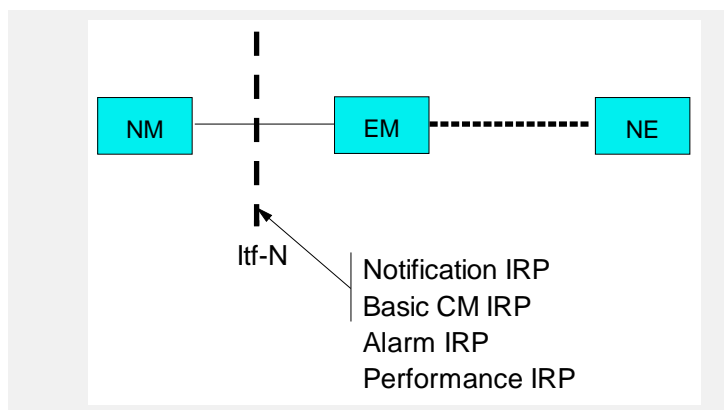 NM
EM
NE
Itf-N
Notification IRP
Basic CM IRP
Alarm IRP
Performance IRP